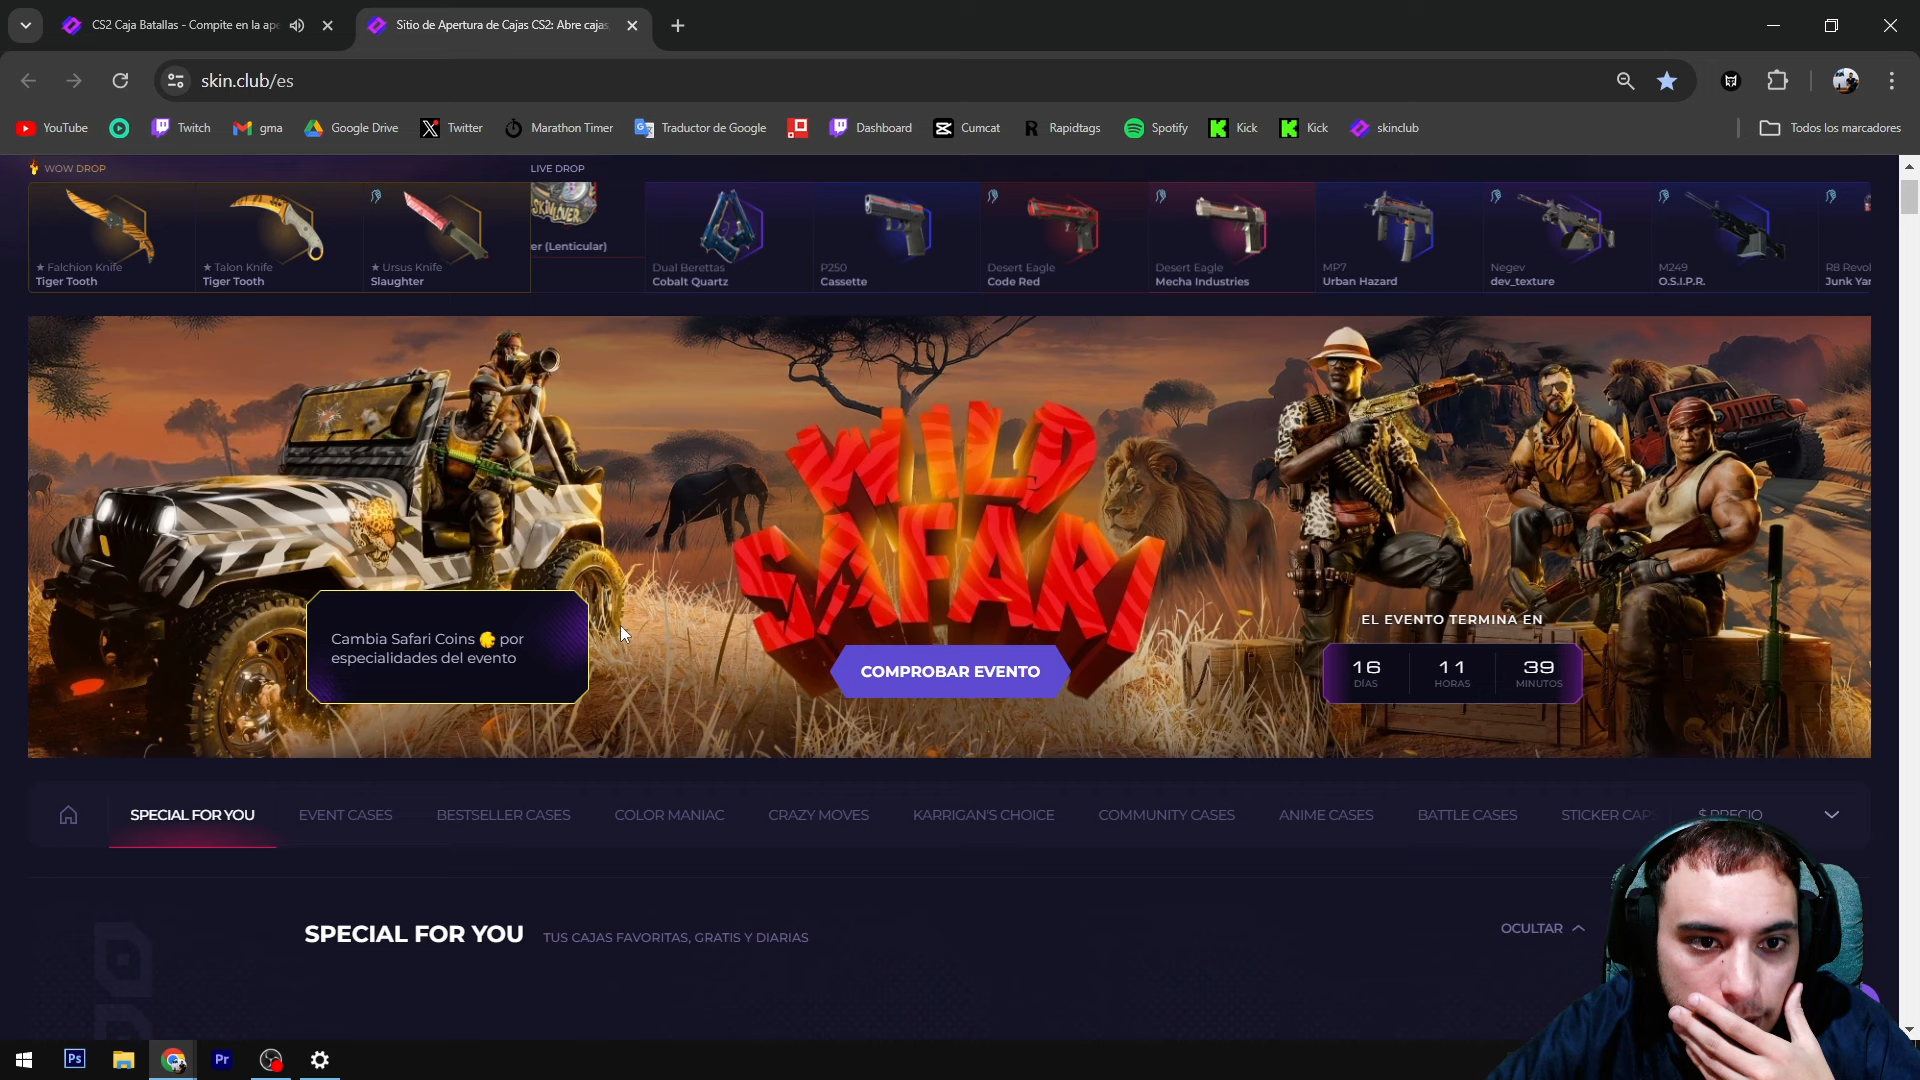 CS2 Caja Batallas - Compite en la ape
Sitio de Apertura de Cajas CS2: Abre cajas,
skin.club/es
YouTube
Twitch
gma
Google Drive
Twitter
Marathon Timer
Traductor de Google
Dashboard
Cumcat
Rapidtags
Spotify
Kick
Kick
skinclub
Todos los marcadores
WOW DROP
LIVE DROP
★ Falchion Knife
Tiger Tooth
★ Talon Knife
Tiger Tooth
★ Ursus Knife
Slaughter
er (Lenticular)
Dual Berettas
Cobalt Quartz
P250
Cassette
Desert Eagle
Code Red
Desert Eagle
Mecha Industries
MP7
Urban Hazard
Negev
dev_texture
M249
O.S.I.P.R.
R8 Revol
Junk Yar
WILD
SAFARI
Cambia Safari Coins por
especialidades del evento
COMPROBAR EVENTO
EL EVENTO TERMINA EN
16 11 39
DÍAS HORAS MINUTOS
SPECIAL FOR YOU
EVENT CASES
BESTSELLER CASES
COLOR MANIAC
CRAZY MOVES
KARRIGAN'S CHOICE
COMMUNITY CASES
ANIME CASES
BATTLE CASES
STICKER CAPS
$ PRECIO
SPECIAL FOR YOU
TUS CAJAS FAVORITAS, GRATIS Y DIARIAS
OCULTAR
Ps
Pr